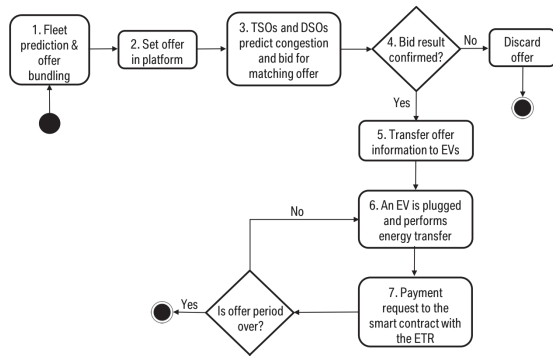 1. Fleet
prediction &
offer
bundling
2. Set offer
in platform
3. TSOs and DSOs
predict congestion
and bid for
matching offer
4. Bid result
confirmed?
No
Discard
offer
Yes
5. Transfer offer
information to EVs
6. An EV is plugged
and performs
energy transfer
No
7. Payment
request to the
smart contract with
the ETR
Is offer period
over?
Yes